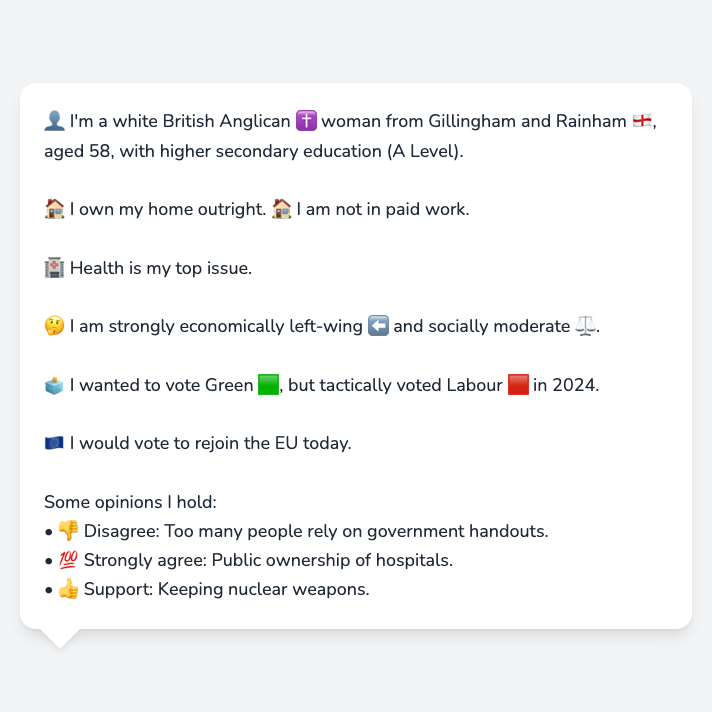 👤 I'm a white British Anglican ✝️ woman from Gillingham and Rainham 🏴󠁧󠁢󠁥󠁮󠁧󠁿,
aged 58, with higher secondary education (A Level).
🏠 I own my home outright. 🏠 I am not in paid work.
🏥 Health is my top issue.
🤔 I am strongly economically left-wing ⬅️ and socially moderate ⚖️.
🗳️ I wanted to vote Green 🟩, but tactically voted Labour 🟥 in 2024.
🇪🇺 I would vote to rejoin the EU today.
Some opinions I hold:
• 👎 Disagree: Too many people rely on government handouts.
• 💯 Strongly agree: Public ownership of hospitals.
• 👍 Support: Keeping nuclear weapons.